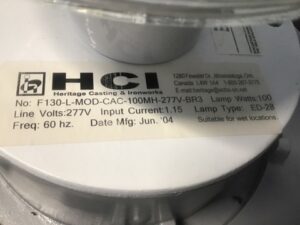 HCI
Heritage Casting & Ironworks
No: F130-L-MOD-CAC-100MH-277V-BR3 Lamp Watts:100
Line Volts:277V Input Current:1.15 Lamp Type: ED-28
Freq: 60 hz. Date Mfg: Jun. '04 Suitable for wet locations